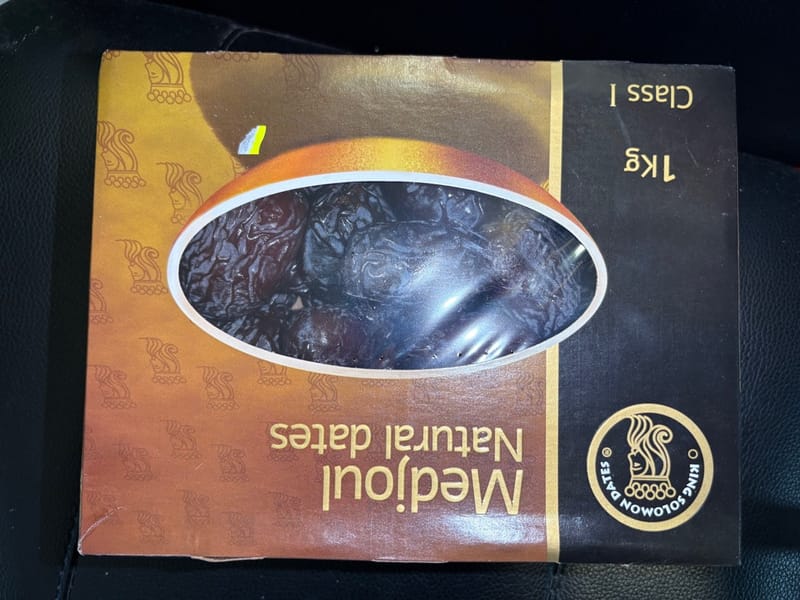 KING SOLOMON DATES ®
Medjoul
Natural dates
1Kg
Class I